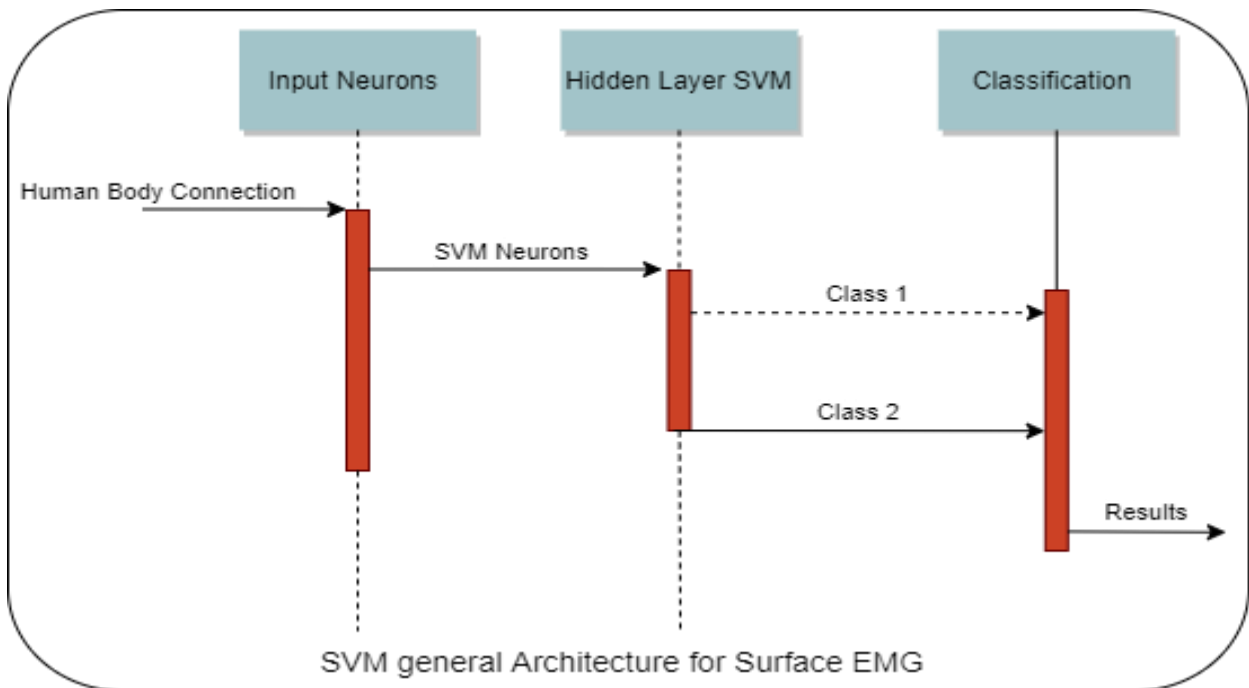 Input Neurons
Hidden Layer SVM
Classification
Human Body Connection
SVM Neurons
Class 1
Class 2
Results
SVM general Architecture for Surface EMG